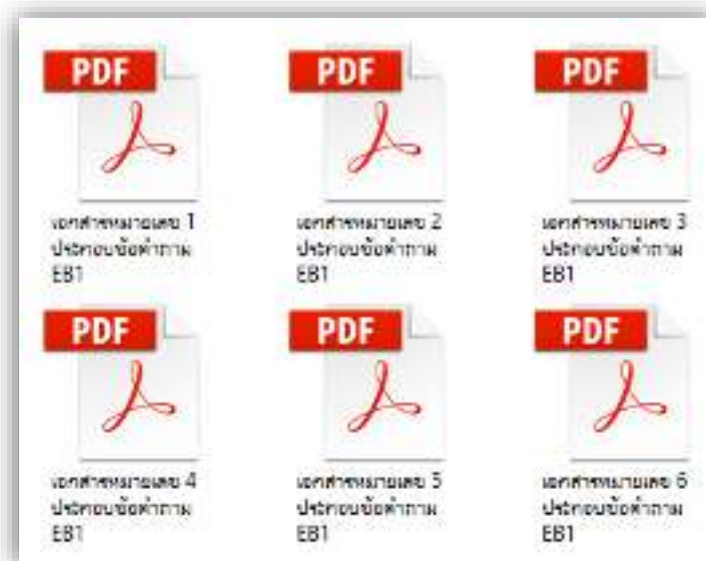 PDF PDF PDF
เอกสารหมายเลข 1 เอกสารหมายเลข 2 เอกสารหมายเลข 3
ประกอบข้อคำถาม ประกอบข้อคำถาม ประกอบข้อคำถาม
EB1 EB1 EB1
PDF PDF PDF
เอกสารหมายเลข 4 เอกสารหมายเลข 5 เอกสารหมายเลข 6
ประกอบข้อคำถาม ประกอบข้อคำถาม ประกอบข้อคำถาม
EB1 EB1 EB1